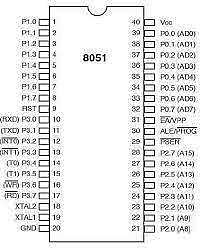 8051
P1.0 1 40 Vcc
P1.1 2 39 P0.0 (AD0)
P1.2 3 38 P0.1 (AD1)
P1.3 4 37 P0.2 (AD2)
P1.4 5 36 P0.3 (AD3)
P1.5 6 35 P0.4 (AD4)
P1.6 7 34 P0.5 (AD5)
P1.7 8 33 P0.6 (AD6)
RST 9 32 P0.7 (AD7)
(RXD) P3.0 10 31 EA/VPP
(TXD) P3.1 11 30 ALE/PROG
(INT0) P3.2 12 29 PSEN
(INT1) P3.3 13 28 P2.7 (A15)
(T0) P3.4 14 27 P2.6 (A14)
(T1) P3.5 15 26 P2.5 (A13)
(WR) P3.6 16 25 P2.4 (A12)
(RD) P3.7 17 24 P2.3 (A11)
XTAL2 18 23 P2.2 (A10)
XTAL1 19 22 P2.1 (A9)
GND 20 21 P2.0 (A8)